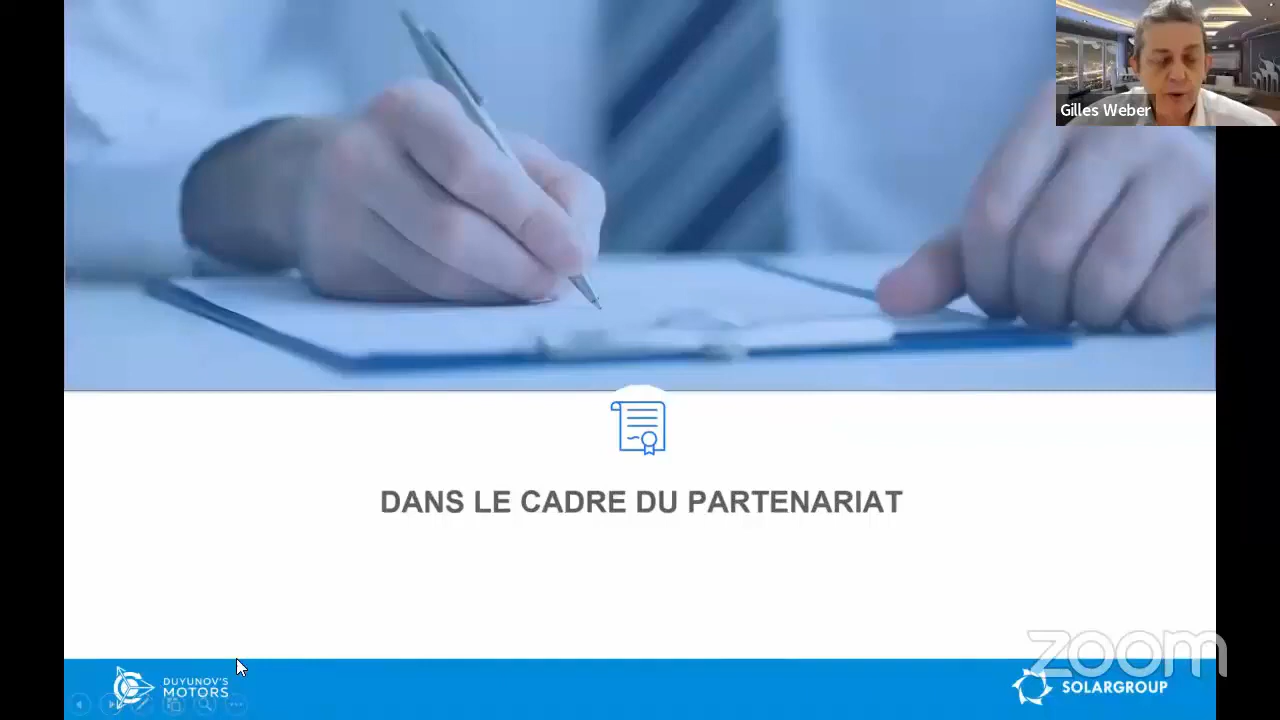 Gilles Weber
DANS LE CADRE DU PARTENARIAT
zoom
DUYUNOV'S
MOTORS
SOLARGROUP